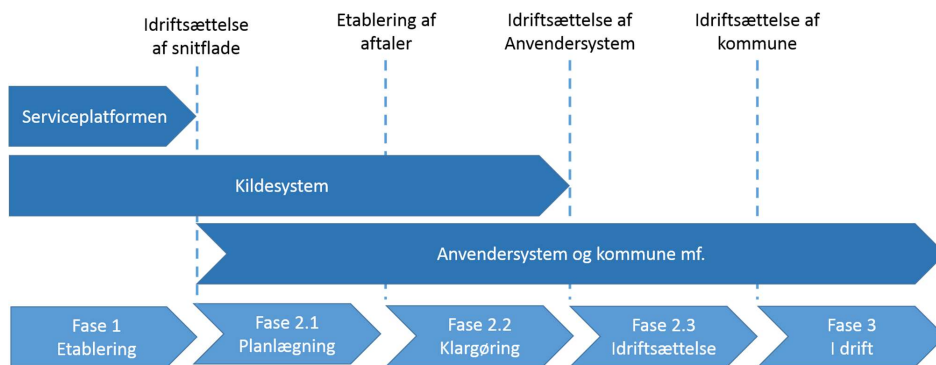 Idriftsættelse
af snitflade
Etablering af
aftaler
Idriftsættelse af
Anvendersystem
Idriftsættelse af
kommune
Serviceplatformen
Kildesystem
Anvendersystem og kommune mf.
Fase 1
Etablering
Fase 2.1
Planlægning
Fase 2.2
Klargøring
Fase 2.3
Idriftsættelse
Fase 3
I drift